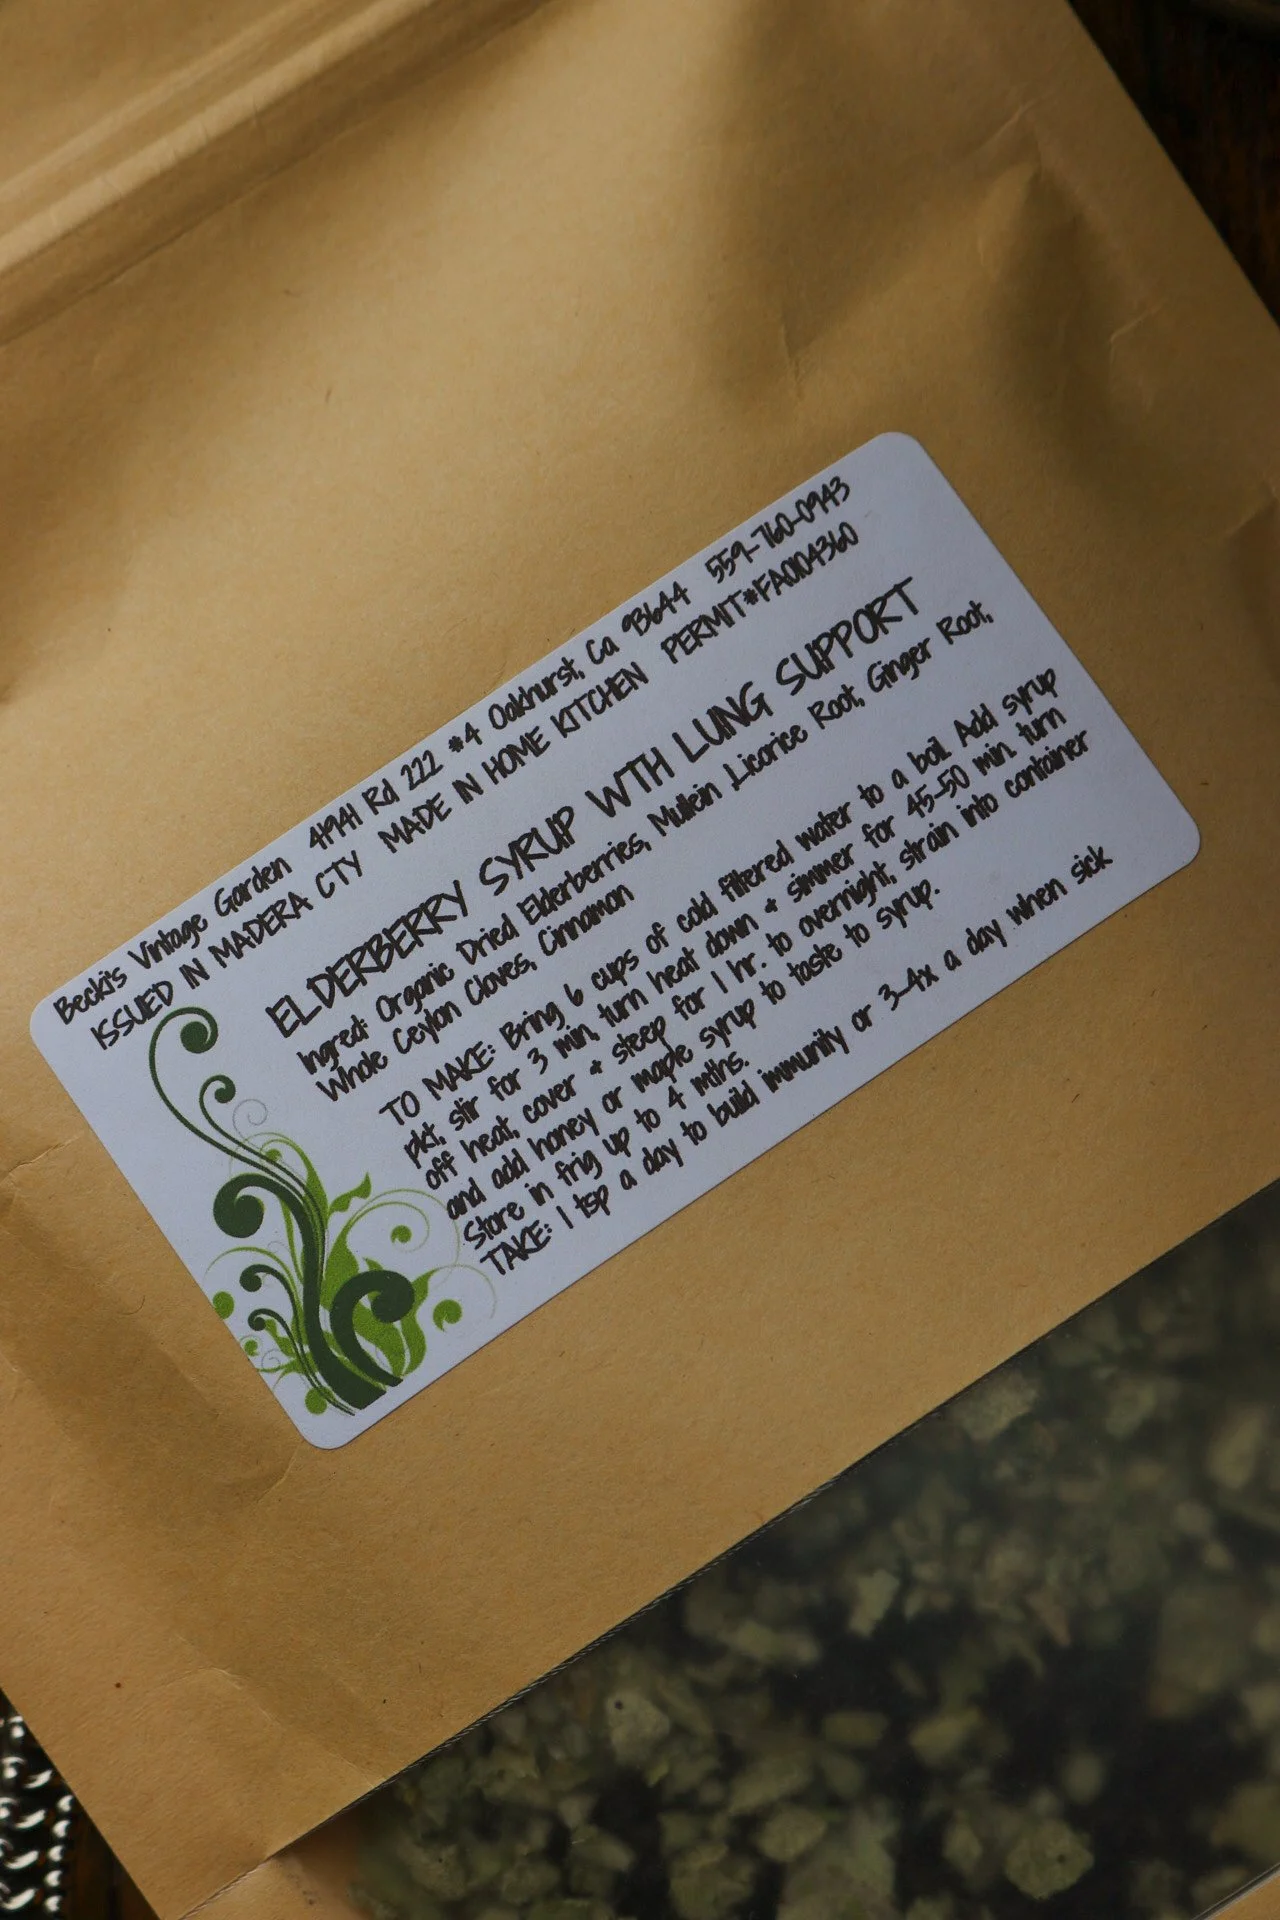 Becki's Vintage Garden 41941 Rd 222 #4 Oakhurst, Ca 93644 559-760-0943
ISSUED IN MADERA CTY MADE IN HOME KITCHEN PERMIT#FA0104360
ELDERBERRY SYRUP WTH LUNG SUPPORT
Ingred: Organic Dried Elderberries, Mullein ,Licorice Root, Ginger Root,
Whole Ceylon Cloves, Cinnamon
TO MAKE: Bring 6 cups of cold filtered water to a boil. Add syrup
pkt, stir for 3 min, turn heat down & simmer for 45-50 min. turn
off heat, cover & steep for 1 hr. to overnight, strain into container
and add honey or maple syrup to taste to syrup.
Store in frig up to 4 mths.
TAKE: 1 tsp a day to build immunity or 3-4x a day when sick